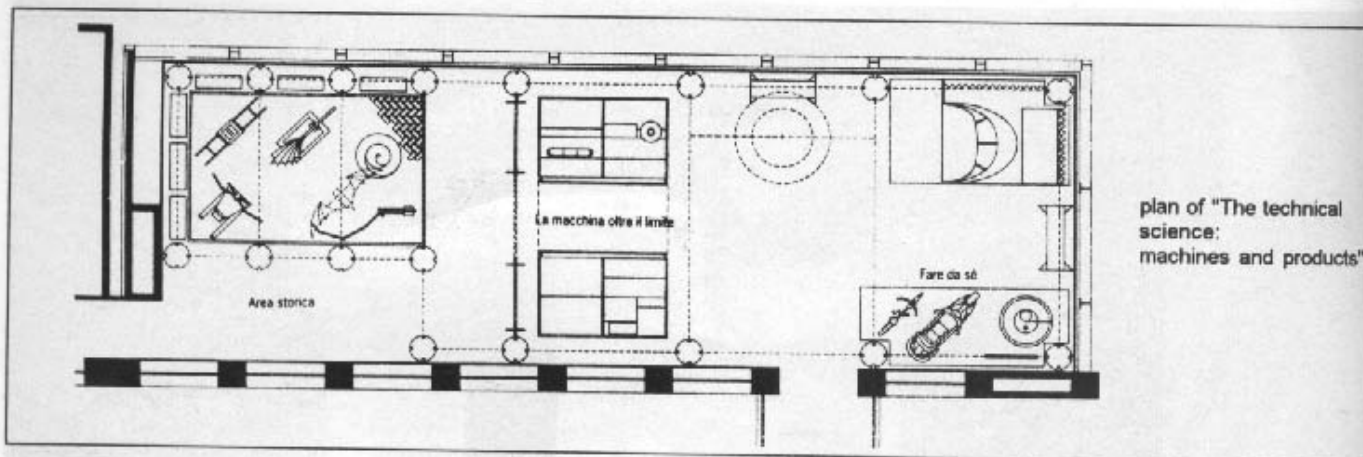 La macchina oltre il limite
Fare da sé
Area storica
plan of "The technical
science:
machines and products"